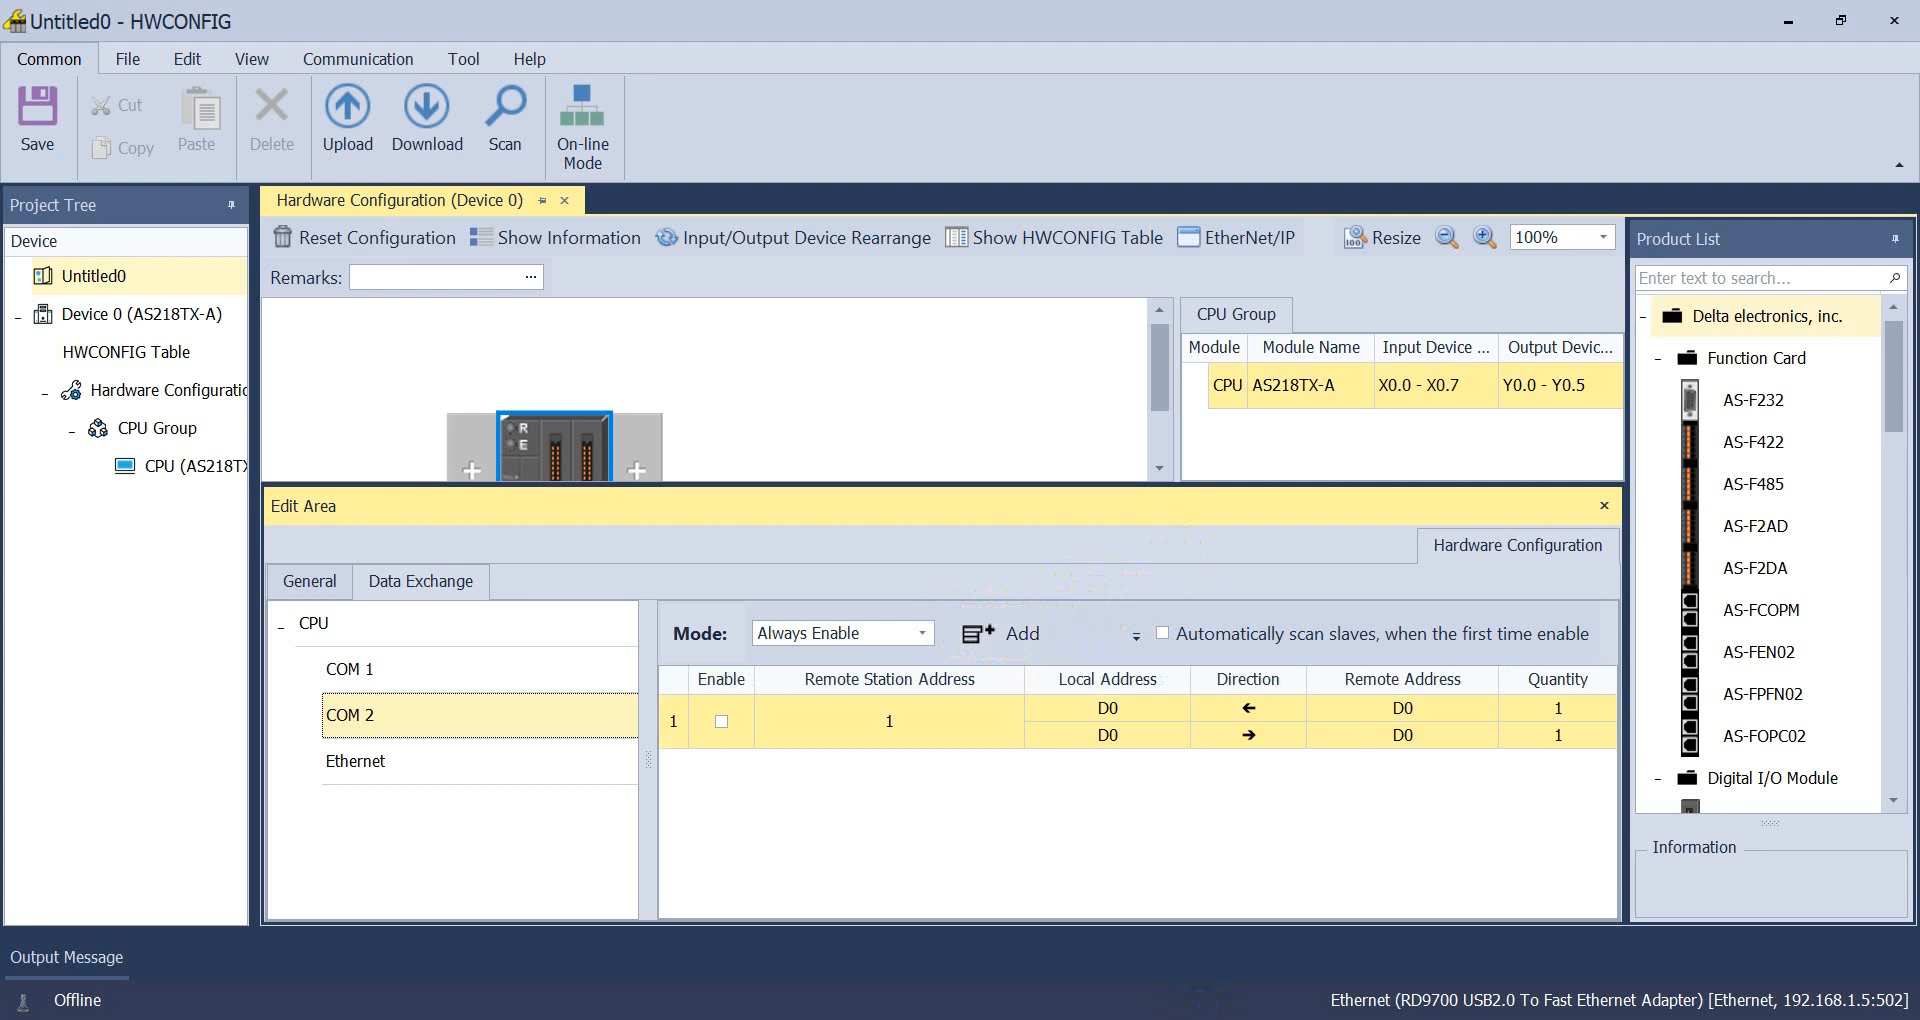 Untitled0 - HWCONFIG
Common File Edit View Communication Tool Help
Save Cut Copy Paste Delete Upload Download Scan On-line Mode
Project Tree
Device
Untitled0
Device 0 (AS218TX-A)
HWCONFIG Table
Hardware Configuratio
CPU Group
CPU (AS218TX
Hardware Configuration (Device 0)
Reset Configuration Show Information Input/Output Device Rearrange Show HWCONFIG Table EtherNet/IP Resize 100%
Remarks: ...
R
E
CPU Group
Module Module Name Input Device ... Output Devic...
CPU AS218TX-A X0.0 - X0.7 Y0.0 - Y0.5
Edit Area
Hardware Configuration
General Data Exchange
CPU
COM 1
COM 2
Ethernet
Mode: Always Enable Add Automatically scan slaves, when the first time enable
Enable Remote Station Address Local Address Direction Remote Address Quantity
1 1 D0 ← D0 1
D0 → D0 1
Product List
Enter text to search...
Delta electronics, inc.
Function Card
AS-F232
AS-F422
AS-F485
AS-F2AD
AS-F2DA
AS-FCOPM
AS-FEN02
AS-FPFN02
AS-FOPC02
Digital I/O Module
Information
Output Message
Offline
Ethernet (RD9700 USB2.0 To Fast Ethernet Adapter) [Ethernet, 192.168.1.5:502]